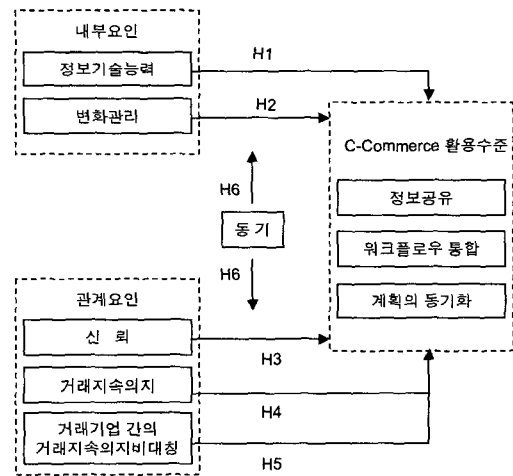 내부요인
정보기술능력
변화관리
H1
H2
C-Commerce 활용수준
정보공유
워크플로우 통합
계획의 동기화
H6
동 기
H6
관계요인
신 뢰
거래지속의지
거래기업 간의
거래지속의지비대칭
H3
H4
H5